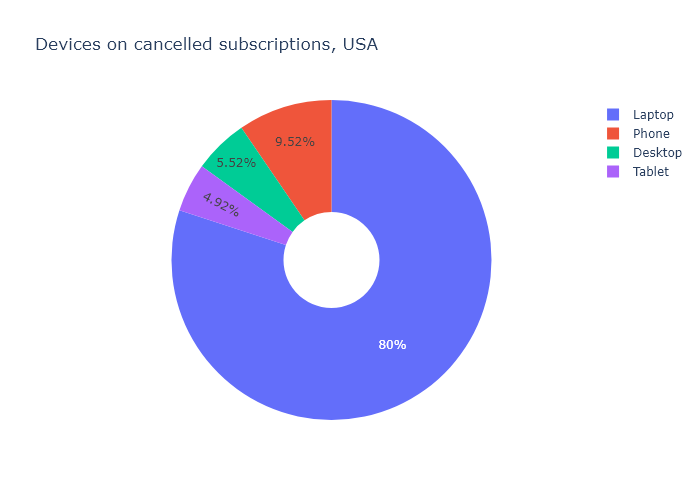 Devices on cancelled subscriptions, USA
Laptop
Phone
Desktop
Tablet
9.52%
5.52%
4.92%
80%